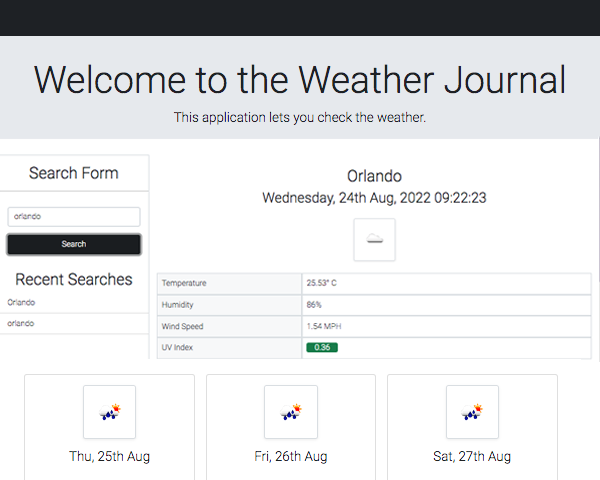 Welcome to the Weather Journal
This application lets you check the weather.
Search Form
orlando
Search
Recent Searches
Orlando
orlando
Orlando
Wednesday, 24th Aug, 2022 09:22:23
Temperature 25.53° C
Humidity 86%
Wind Speed 1.54 MPH
UV Index 0.36
Thu, 25th Aug
Fri, 26th Aug
Sat, 27th Aug